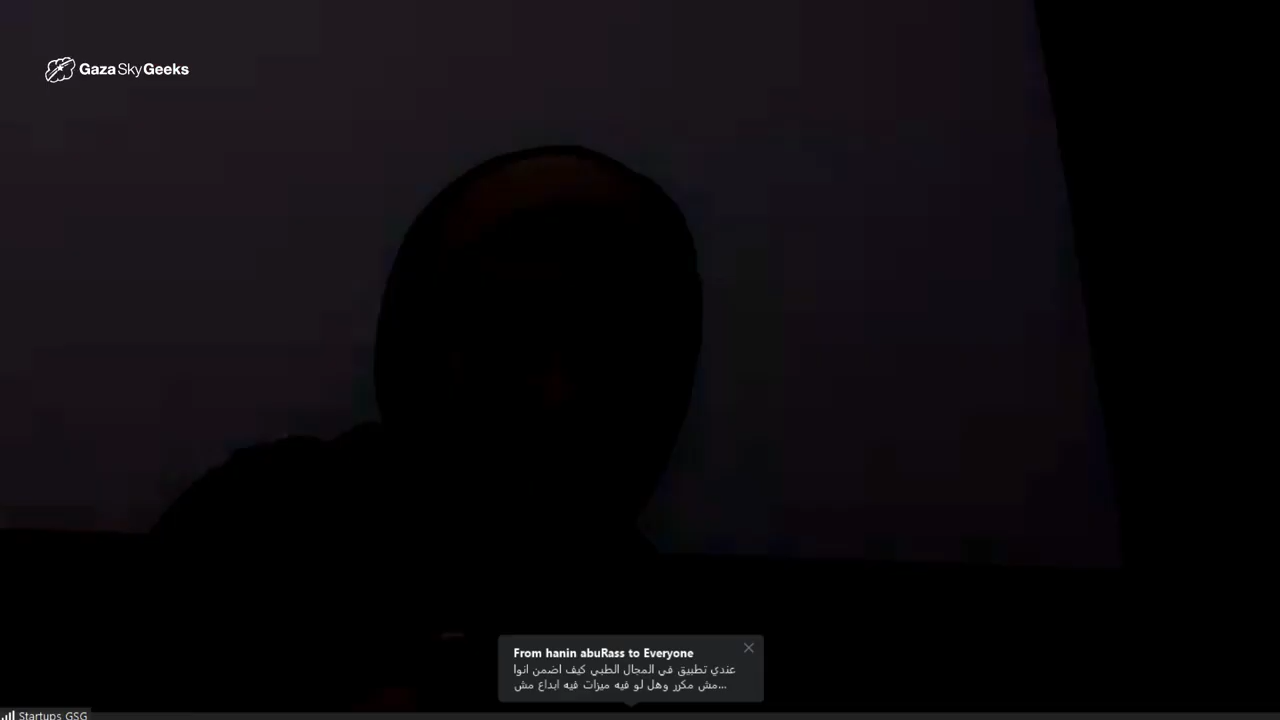 Gaza Sky Geeks
From hanin abuRass to Everyone
عندي تطبيق في المجال الطبي كيف اضمن انوا
مش مكرر وهل لو فيه ميزات فيه ابداع مش...
Startups GSG